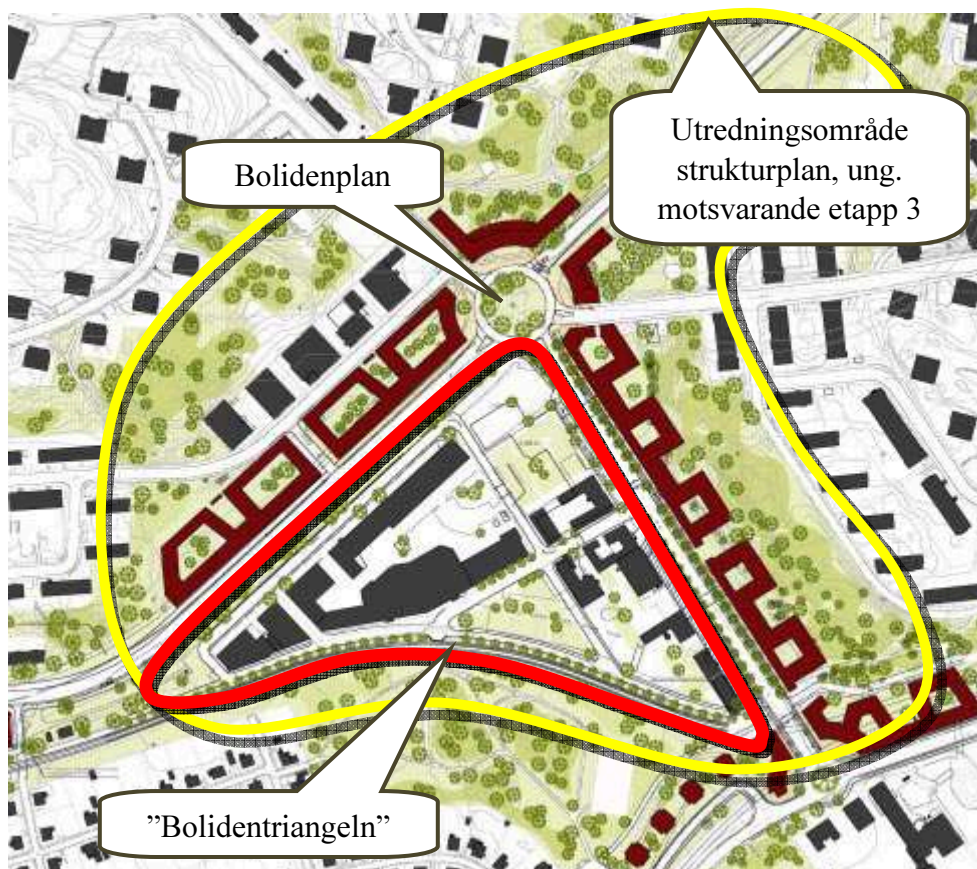 Utredningsområde
strukturplan, ung.
motsvarande etapp 3
Bolidenplan
”Bolidentriangeln”